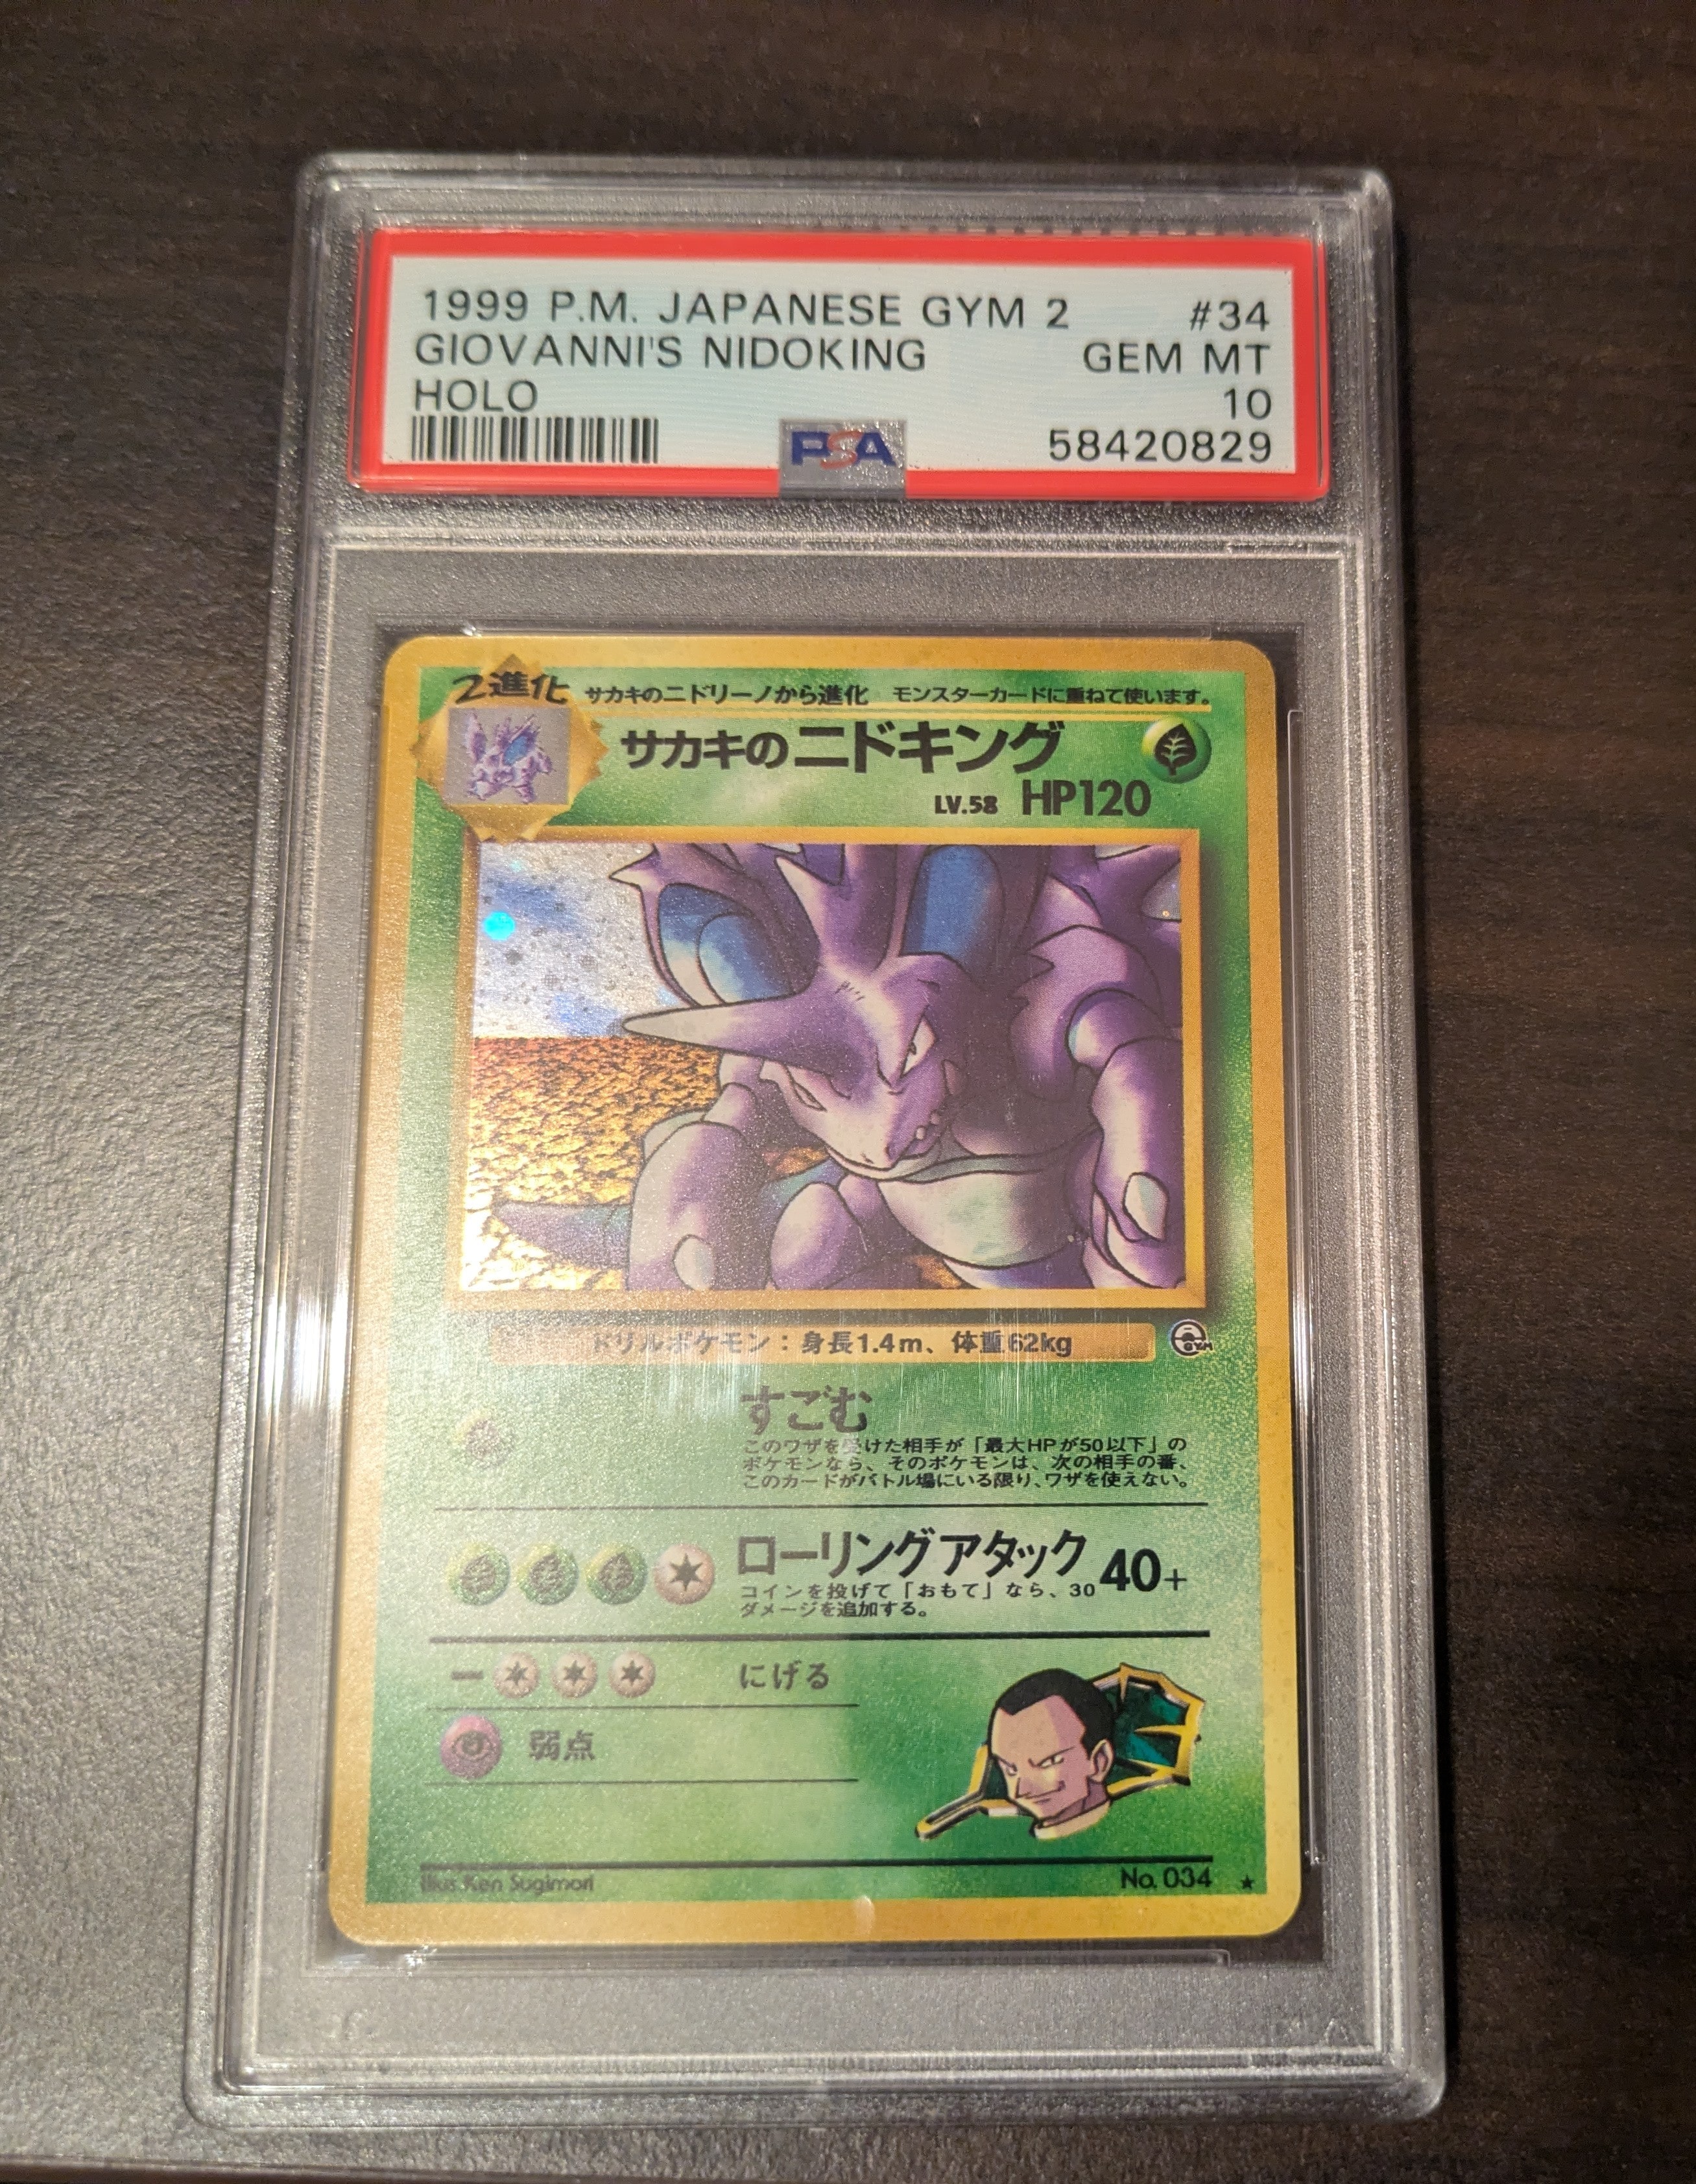 1999 P.M. JAPANESE GYM 2 #34
GIOVANNI'S NIDOKING GEM MT
HOLO 10
PSA 58420829
2進化 サカキのニドリーノから進化 モンスターカードに重ねて使います。
サカキのニドキング
LV.58 HP120
ドリルポケモン：身長1.4m、体重62kg
GYM
すごむ
このワザを受けた相手が「最大HPが50以下」の
ポケモンなら、そのポケモンは、次の相手の番、
このカードがバトル場にいる限り、ワザを使えない。
ローリングアタック 40+
コインを投げて「おもて」なら、30
ダメージを追加する。
にげる
弱点
Illus. Ken Sugimori No. 034 ★